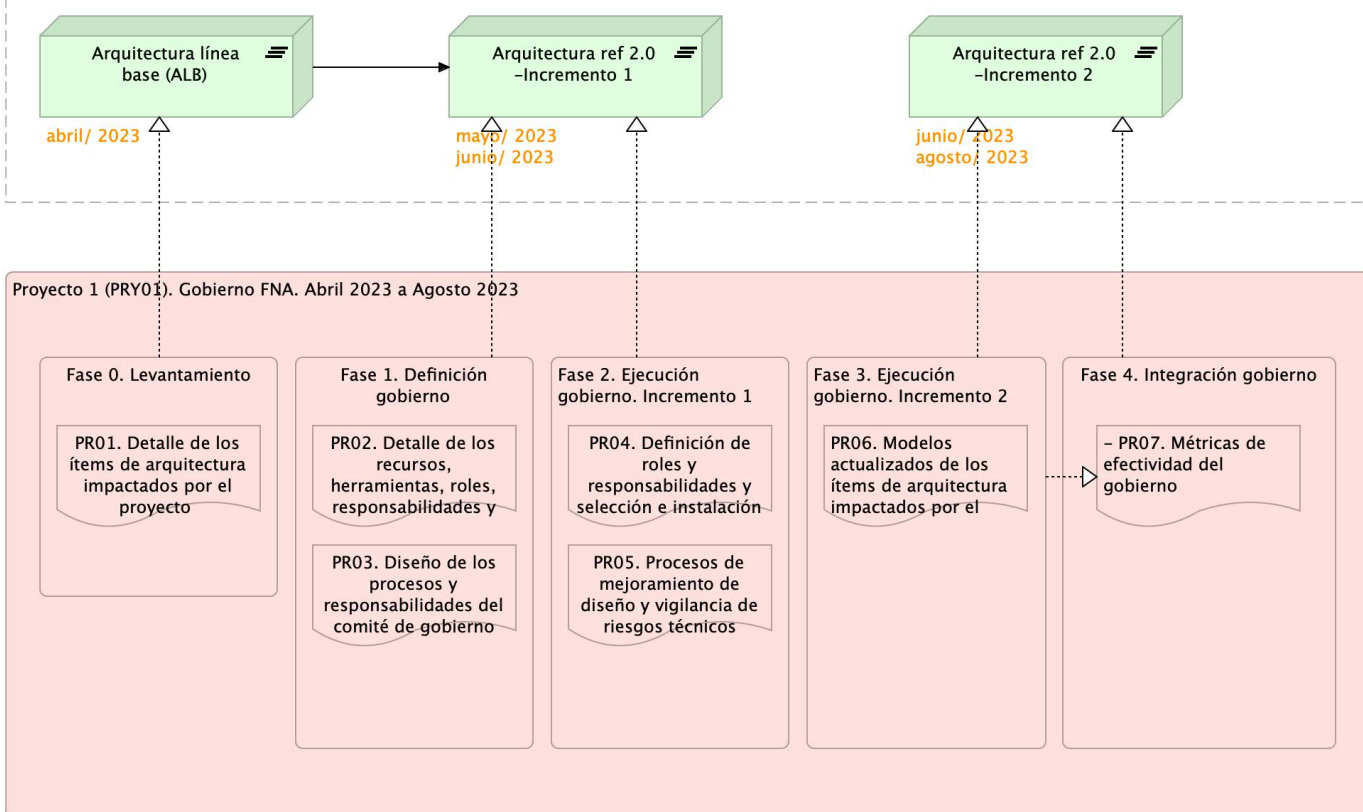 Arquitectura línea
base (ALB)
Arquitectura ref 2.0
–Incremento 1
Arquitectura ref 2.0
–Incremento 2
abril/ 2023
mayo/ 2023
junio/ 2023
junio/ 2023
agosto/ 2023
Proyecto 1 (PRY01). Gobierno FNA. Abril 2023 a Agosto 2023
Fase 0. Levantamiento
PR01. Detalle de los
ítems de arquitectura
impactados por el
proyecto
Fase 1. Definición
gobierno
PR02. Detalle de los
recursos,
herramientas, roles,
responsabilidades y
PR03. Diseño de los
procesos y
responsabilidades del
comité de gobierno
Fase 2. Ejecución
gobierno. Incremento 1
PR04. Definición de
roles y
responsabilidades y
selección e instalación
PR05. Procesos de
mejoramiento de
diseño y vigilancia de
riesgos técnicos
Fase 3. Ejecución
gobierno. Incremento 2
PR06. Modelos
actualizados de los
ítems de arquitectura
impactados por el
Fase 4. Integración gobierno
– PR07. Métricas de
efectividad del
gobierno